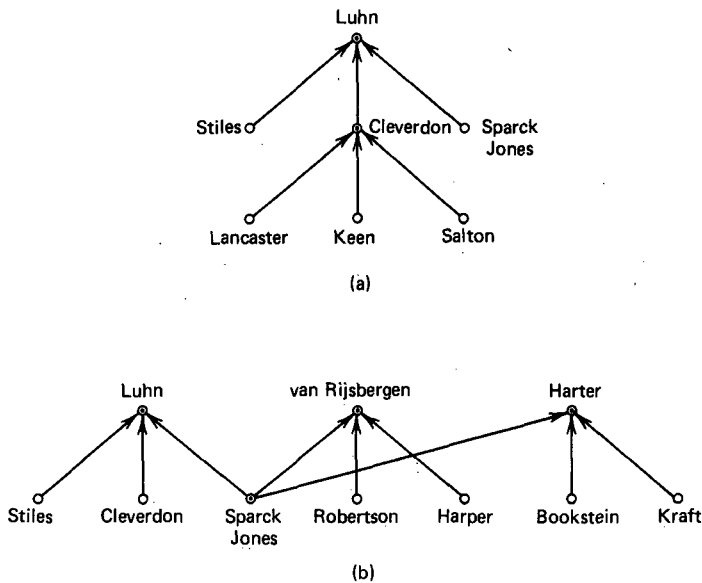 Luhn
Stiles
Cleverdon
Sparck
Jones
Lancaster
Keen
Salton
(a)
Luhn
van Rijsbergen
Harter
Stiles
Cleverdon
Sparck
Jones
Robertson
Harper
Bookstein
Kraft
(b)